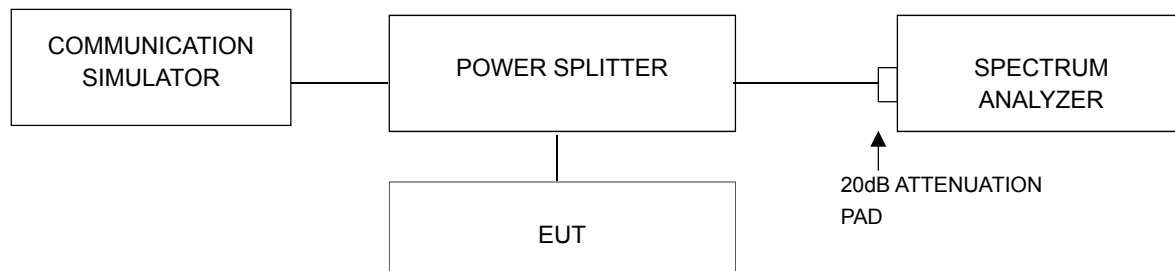 COMMUNICATION
SIMULATOR
POWER SPLITTER
SPECTRUM
ANALYZER
20dB ATTENUATION
PAD
EUT